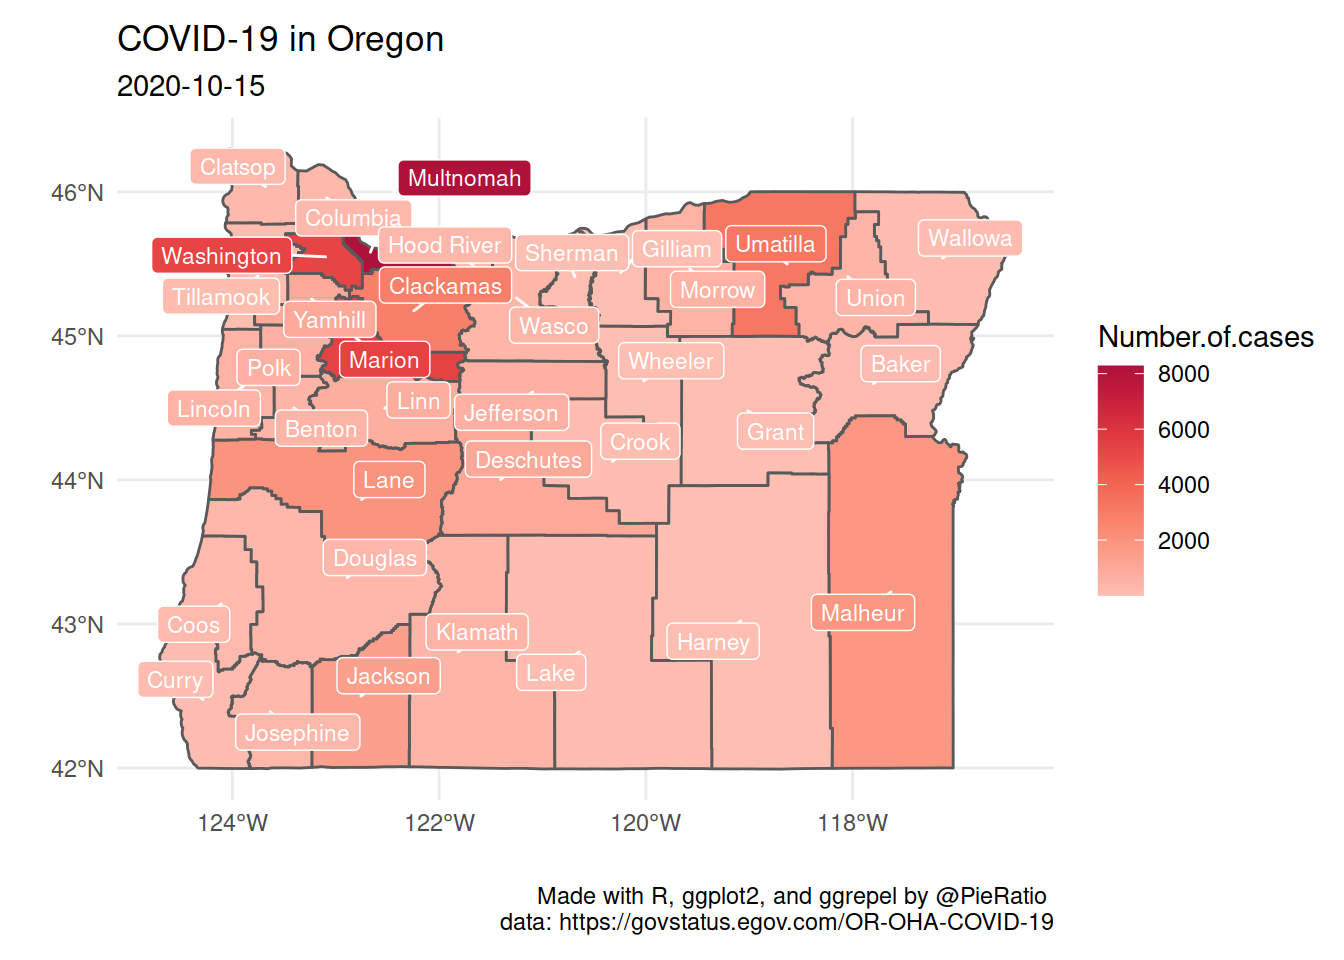 COVID-19 in Oregon
2020-10-15
46°N
45°N
44°N
43°N
42°N
Clatsop
Multnomah
Columbia
Washington
Hood River
Sherman
Gilliam
Umatilla
Wallowa
Tillamook
Clackamas
Morrow
Union
Yamhill
Wasco
Polk
Marion
Wheeler
Baker
Lincoln
Linn
Jefferson
Benton
Crook
Grant
Deschutes
Lane
Douglas
Coos
Klamath
Harney
Malheur
Curry
Jackson
Lake
Josephine
124°W
122°W
120°W
118°W
Number.of.cases
8000
6000
4000
2000
Made with R, ggplot2, and ggrepel by @PieRatio
data: https://govstatus.egov.com/OR-OHA-COVID-19